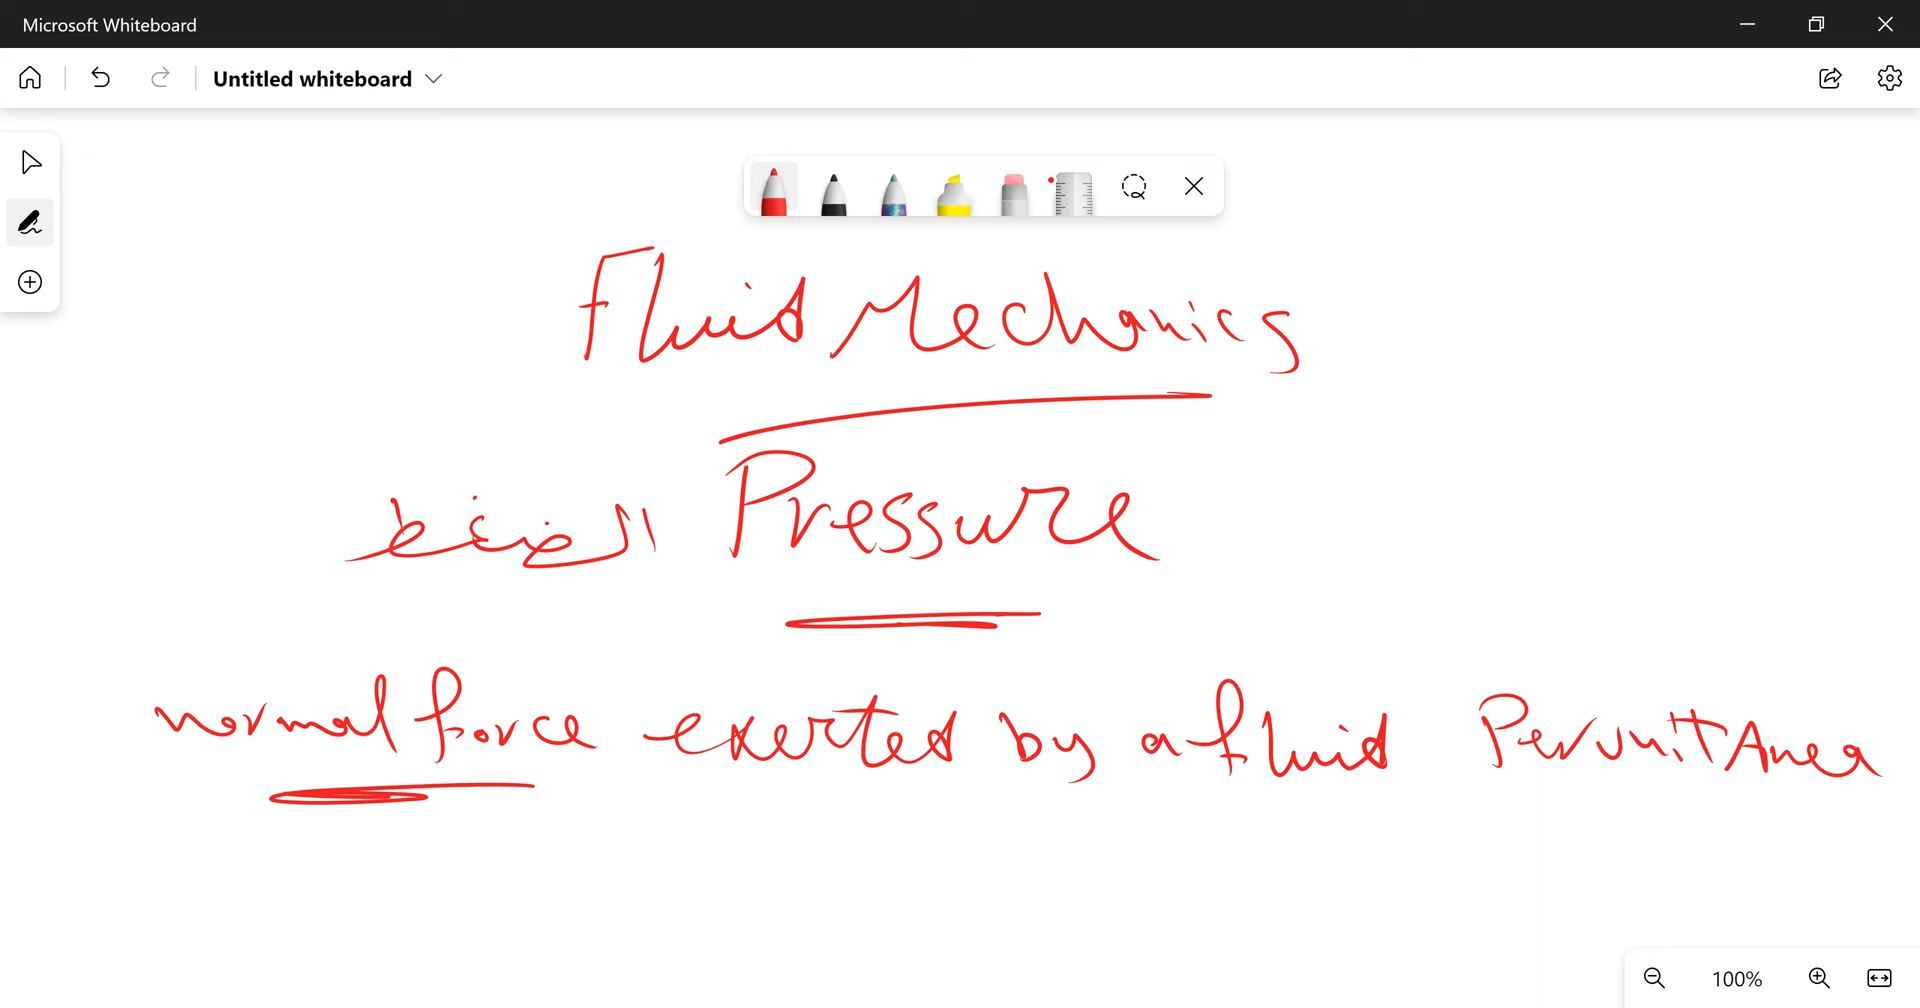 Microsoft Whiteboard
Untitled whiteboard
Fluid Mechanics
الضغط Pressure
normal force exerted by a fluid Per unit Area
100%